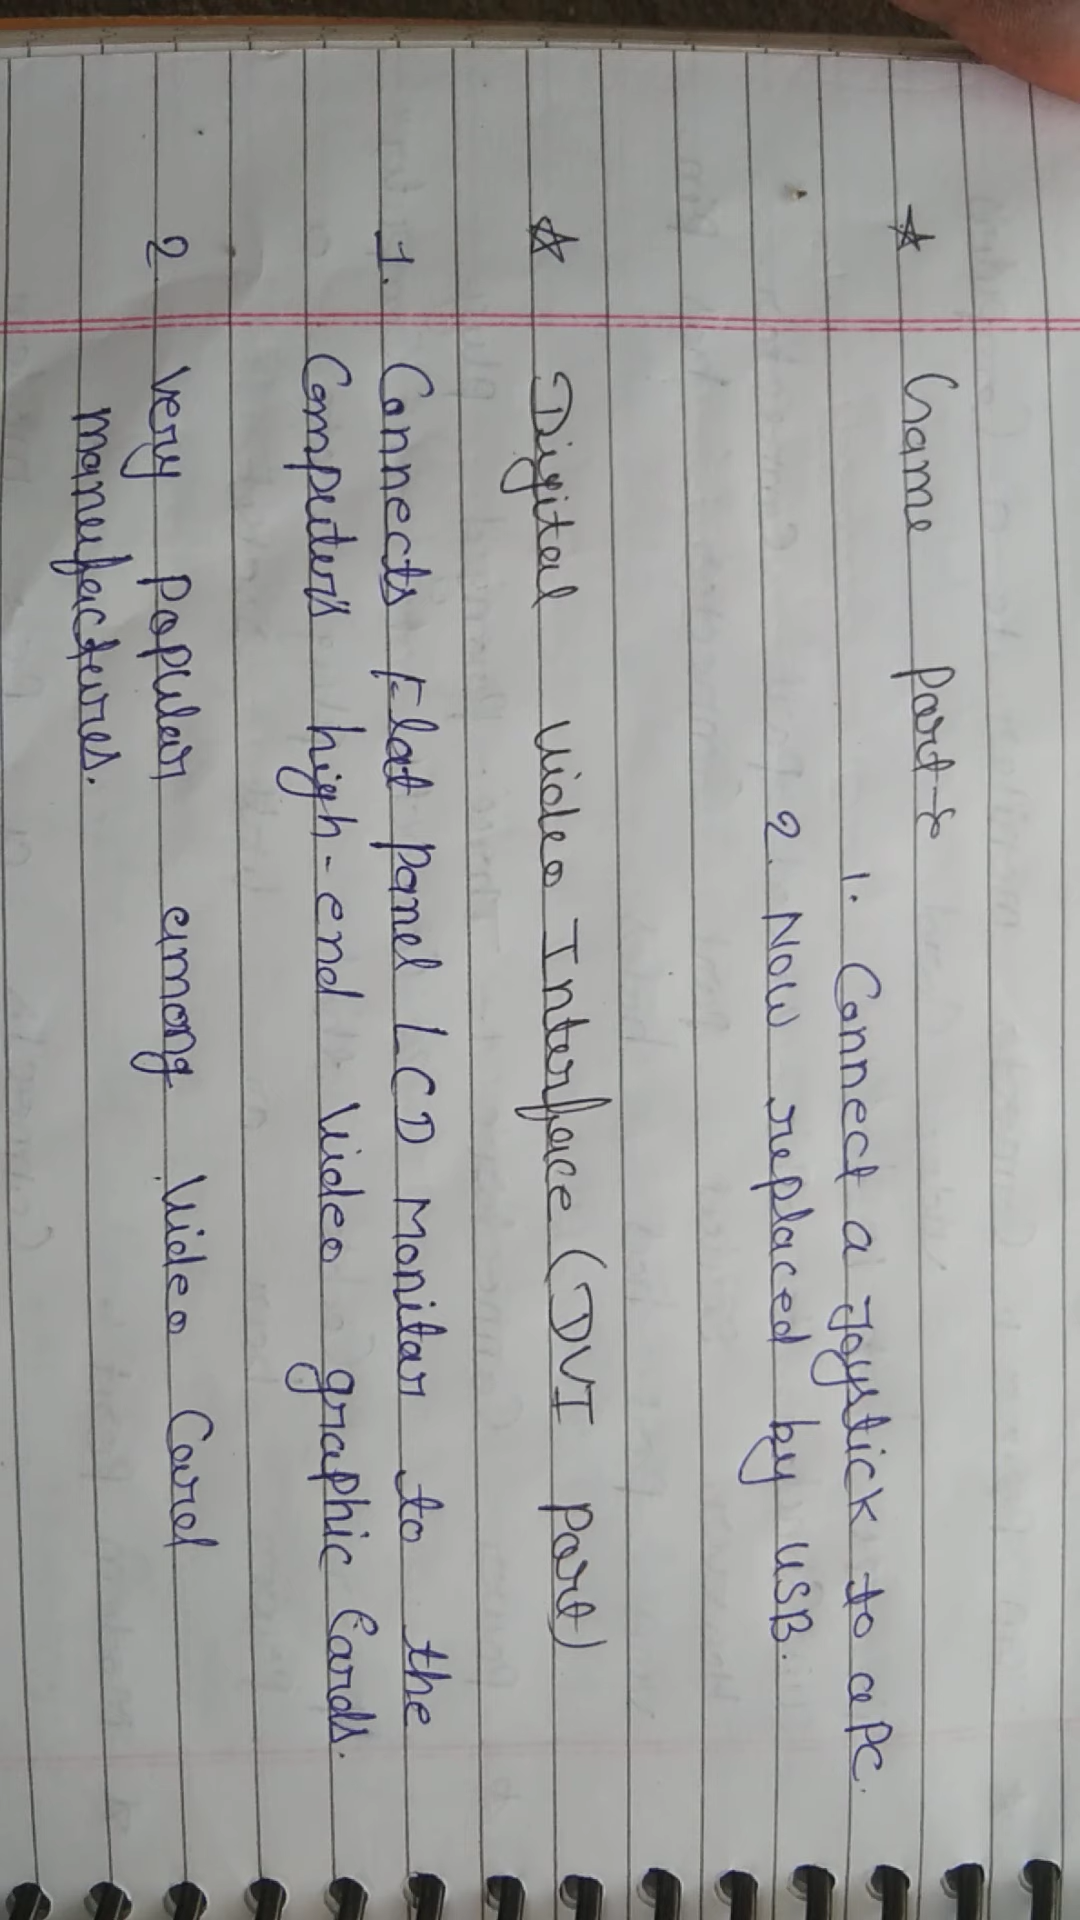 ☆ Game port :-
1. Connect a Joystick to a PC.
2. Now replaced by USB.
☆ Digital Video Interface (DVI port)
1. Connects Flat panel LCD Monitor to the
Computer's high-end Video graphic Cards.
2. Very Popular among Video Card
manufactures.